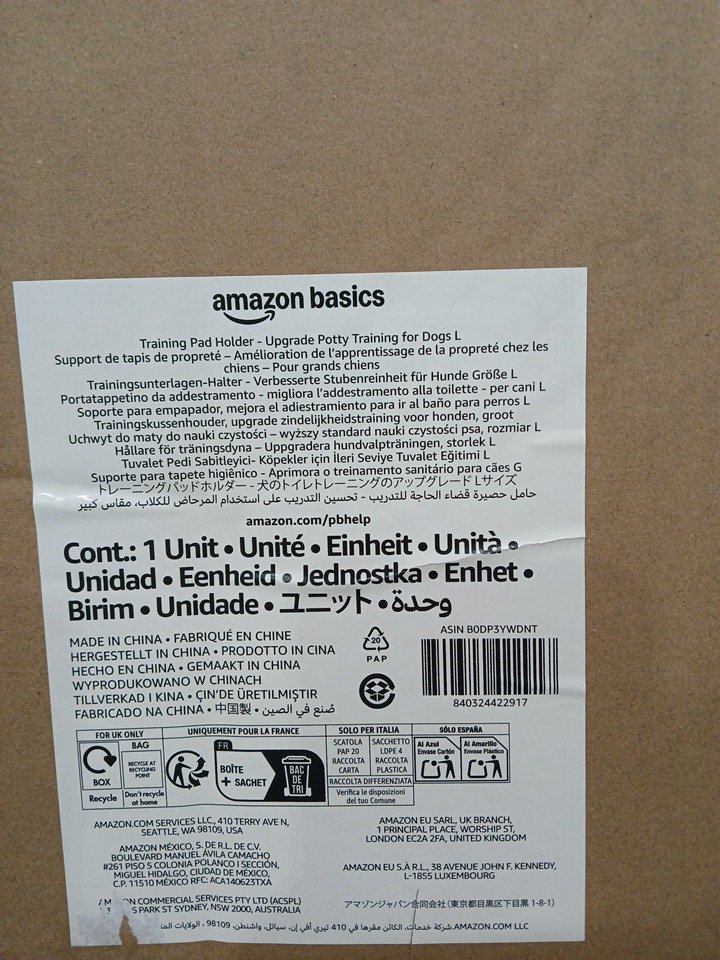 amazon basics
Training Pad Holder - Upgrade Potty Training for Dogs L
Support de tapis de propreté – Amélioration de l'apprentissage de la propreté chez les
chiens – Pour grands chiens
Trainingsunterlagen-Halter - Verbesserte Stubenreinheit für Hunde Größe L
Portatappetino da addestramento - migliora l'addestramento alla toilette - per cani L
Soporte para empapador, mejora el adiestramiento para ir al baño para perros L
Trainingskussenhouder, upgrade zindelijkheidstraining voor honden, groot
Uchwyt do maty do nauki czystości – wyższy standard nauki czystości psa, rozmiar L
Hållare för träningsdyna – Uppgradera hundvalpträningen, storlek L
Tuvalet Pedi Sabitleyici- Köpekler için İleri Seviye Tuvalet Eğitimi L
Suporte para tapete higiênico - Aprimora o treinamento sanitário para cães G
トレーニングパッドホルダー - 犬のトイレトレーニングのアップグレード Lサイズ
حامل حصيرة قضاء الحاجة للتدريب - تحسين التدريب على استخدام المرحاض للكلاب، مقاس كبير
amazon.com/pbhelp
Cont.: 1 Unit • Unité • Einheit • Unità •
Unidad • Eenheid • Jednostka • Enhet •
Birim • Unidade • ユニット • وحدة
MADE IN CHINA • FABRIQUÉ EN CHINE
HERGESTELLT IN CHINA • PRODOTTO IN CINA
HECHO EN CHINA • GEMAAKT IN CHINA
WYPRODUKOWANO W CHINACH
TILLVERKAD I KINA • ÇIN'DE ÜRETILMIŞTIR
FABRICADO NA CHINA • 中国製 • صُنع في الصين
20
PAP
ASIN B0DP3YWDNT
840324422917
FOR UK ONLY
BOX
Recycle
BAG
RECYCLE AT
RECYCLING
POINT
Don't recycle
at home
UNIQUEMENT POUR LA FRANCE
FR
BOÎTE
+ SACHET
BAC
DE
TRI
SOLO PER ITALIA
SCATOLA
PAP 20
RACCOLTA
CARTA
SACCHETTO
LDPE 4
RACCOLTA
PLASTICA
RACCOLTA DIFFERENZIATA
Verifica le disposizioni
del tuo Comune
SÓLO ESPAÑA
Al Azul
Envase Cartón
Al Amarillo
Envase Plástico
AMAZON.COM SERVICES LLC, 410 TERRY AVE N,
SEATTLE, WA 98109, USA
AMAZON MÉXICO, S. DE R.L. DE C.V.
BOULEVARD MANUEL ÁVILA CAMACHO
#261 PISO 5 COLONIA POLANCO I SECCIÓN,
MIGUEL HIDALGO, CIUDAD DE MÉXICO,
C.P. 11510 MÉXICO RFC: ACA140623TXA
COMMERCIAL SERVICES PTY LTD (ACSPL)
PARK ST SYDNEY, NSW 2000, AUSTRALIA
AMAZON EU SARL, UK BRANCH,
1 PRINCIPAL PLACE, WORSHIP ST,
LONDON EC2A 2FA, UNITED KINGDOM
AMAZON EU S.À R.L., 38 AVENUE JOHN F. KENNEDY,
L-1855 LUXEMBOURG
アマゾンジャパン合同会社(東京都目黒区下目黒 1-8-1)
AMAZON.COM LLC.شركة خدمات، الكائن مقرها في 410 تيري أفي إن، سياتل، واشنطن، 98109 ، الولايات